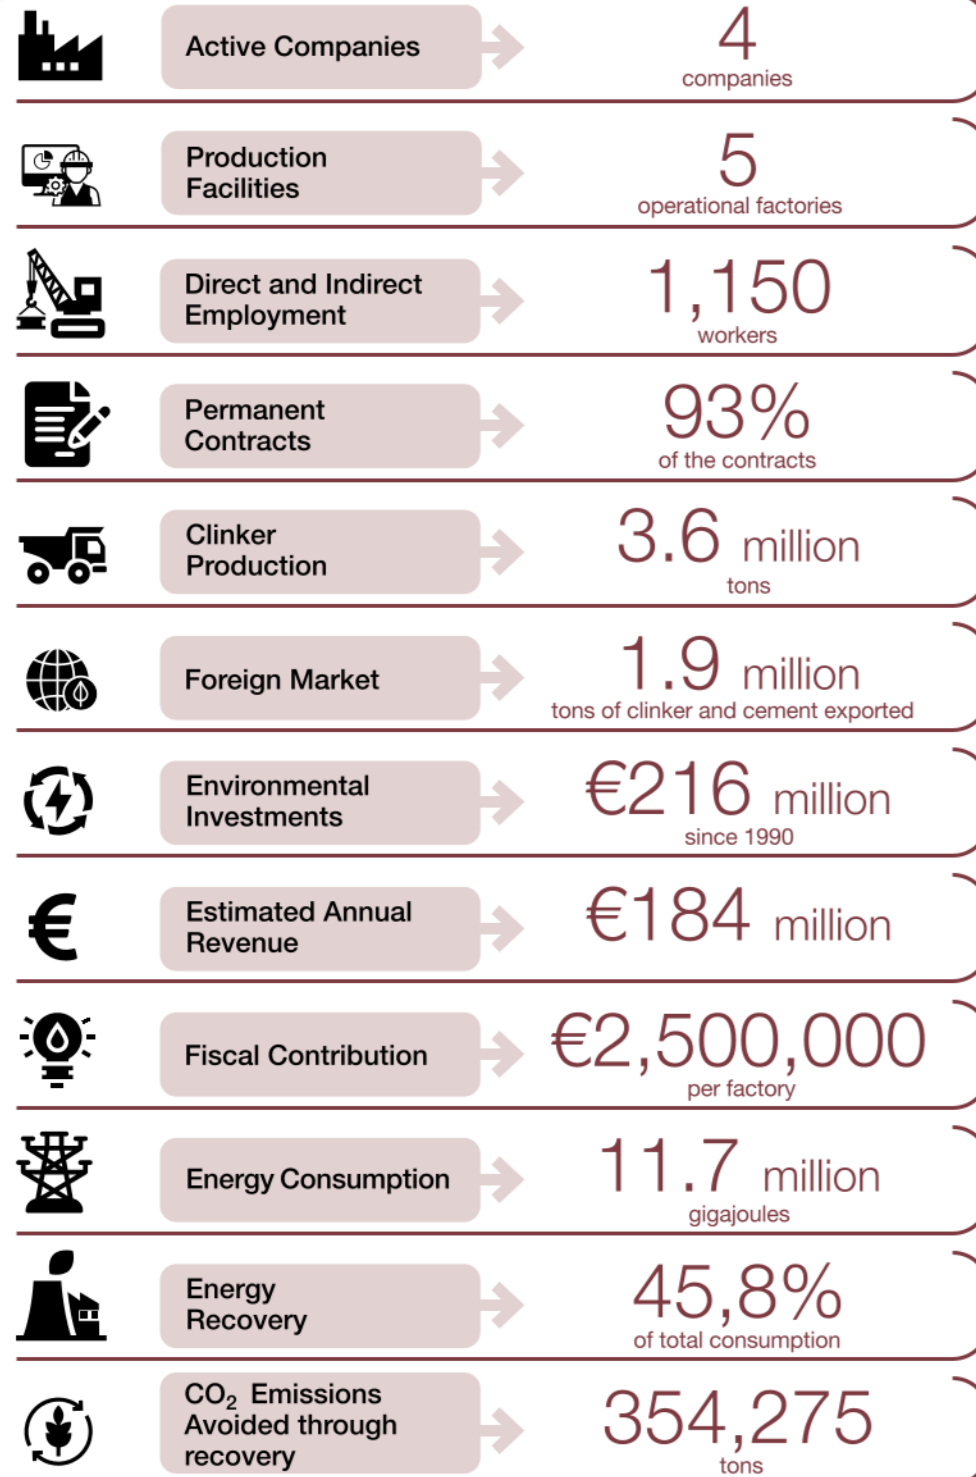 Active Companies
4
companies
Production
Facilities
5
operational factories
Direct and Indirect
Employment
1,150
workers
Permanent
Contracts
93%
of the contracts
Clinker
Production
3.6 million
tons
Foreign Market
1.9 million
tons of clinker and cement exported
Environmental
Investments
€216 million
since 1990
Estimated Annual
Revenue
€184 million
Fiscal Contribution
€2,500,000
per factory
Energy Consumption
11.7 million
gigajoules
Energy
Recovery
45,8%
of total consumption
CO₂ Emissions
Avoided through
recovery
354,275
tons